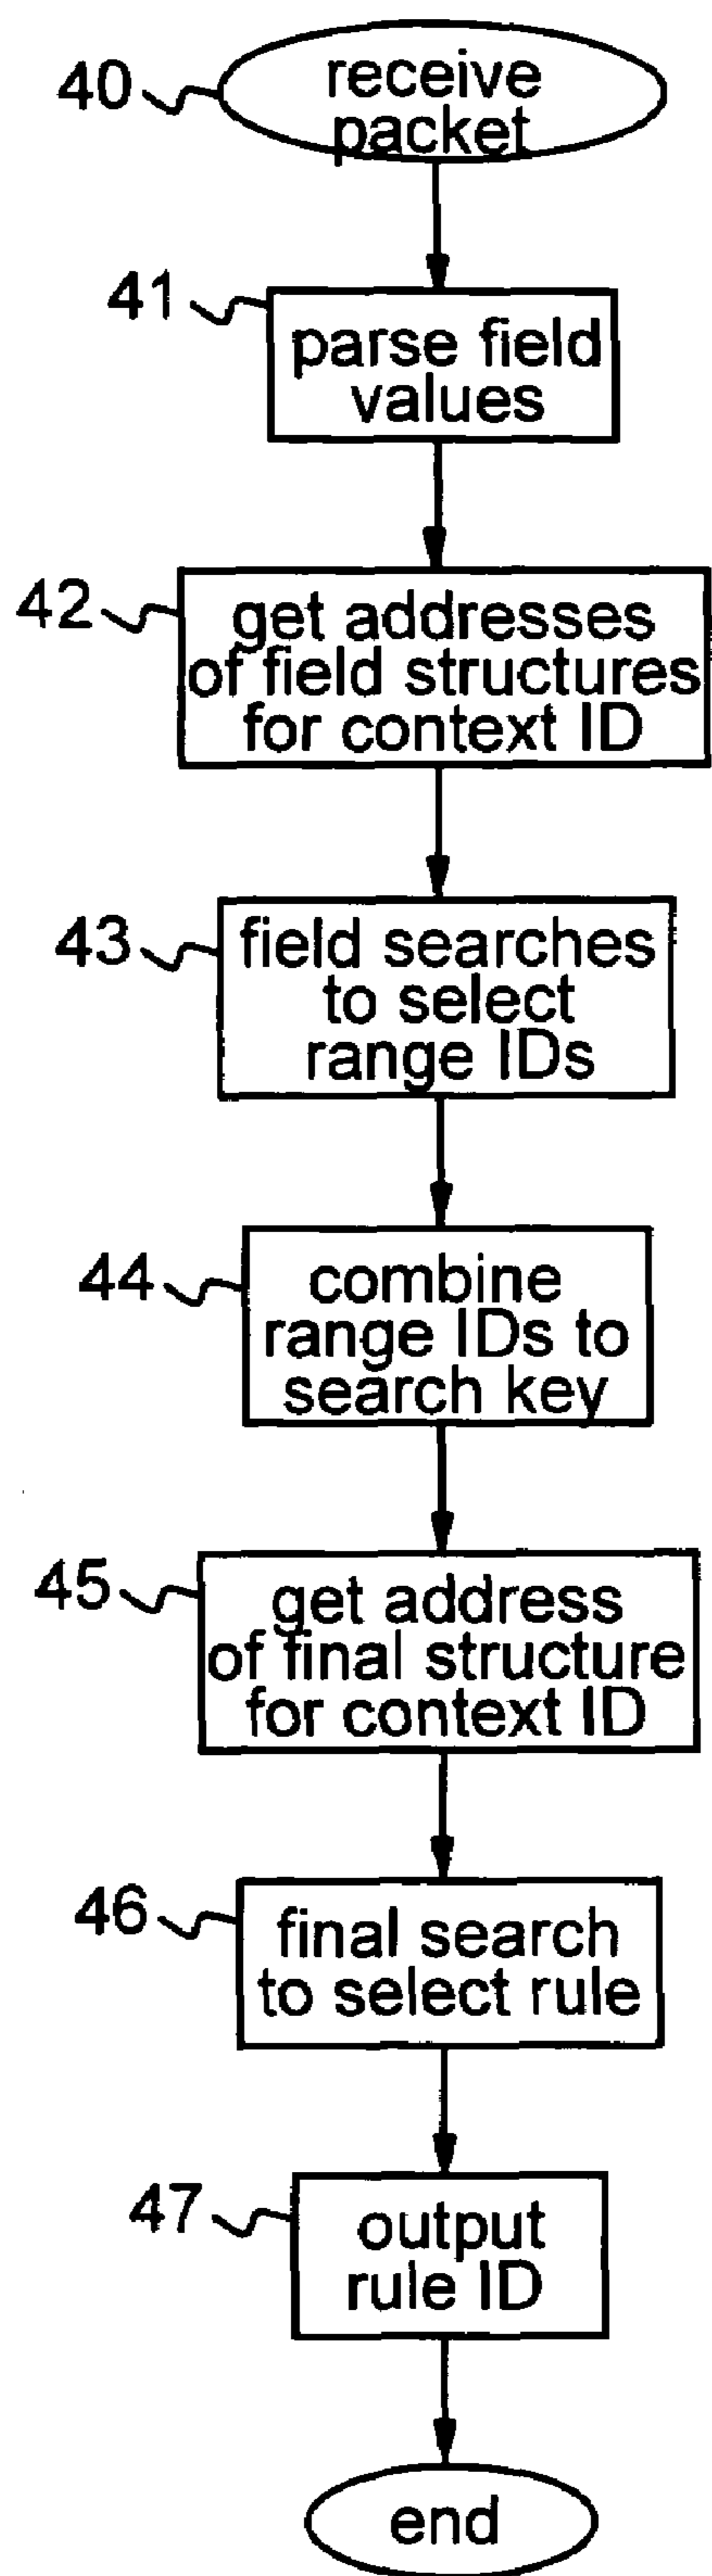 40
receive
packet
41
parse field
values
42
get addresses
of field structures
for context ID
43
field searches
to select
range IDs
44
combine
range IDs to
search key
45
get address
of final structure
for context ID
46
final search
to select rule
47
output
rule ID
end